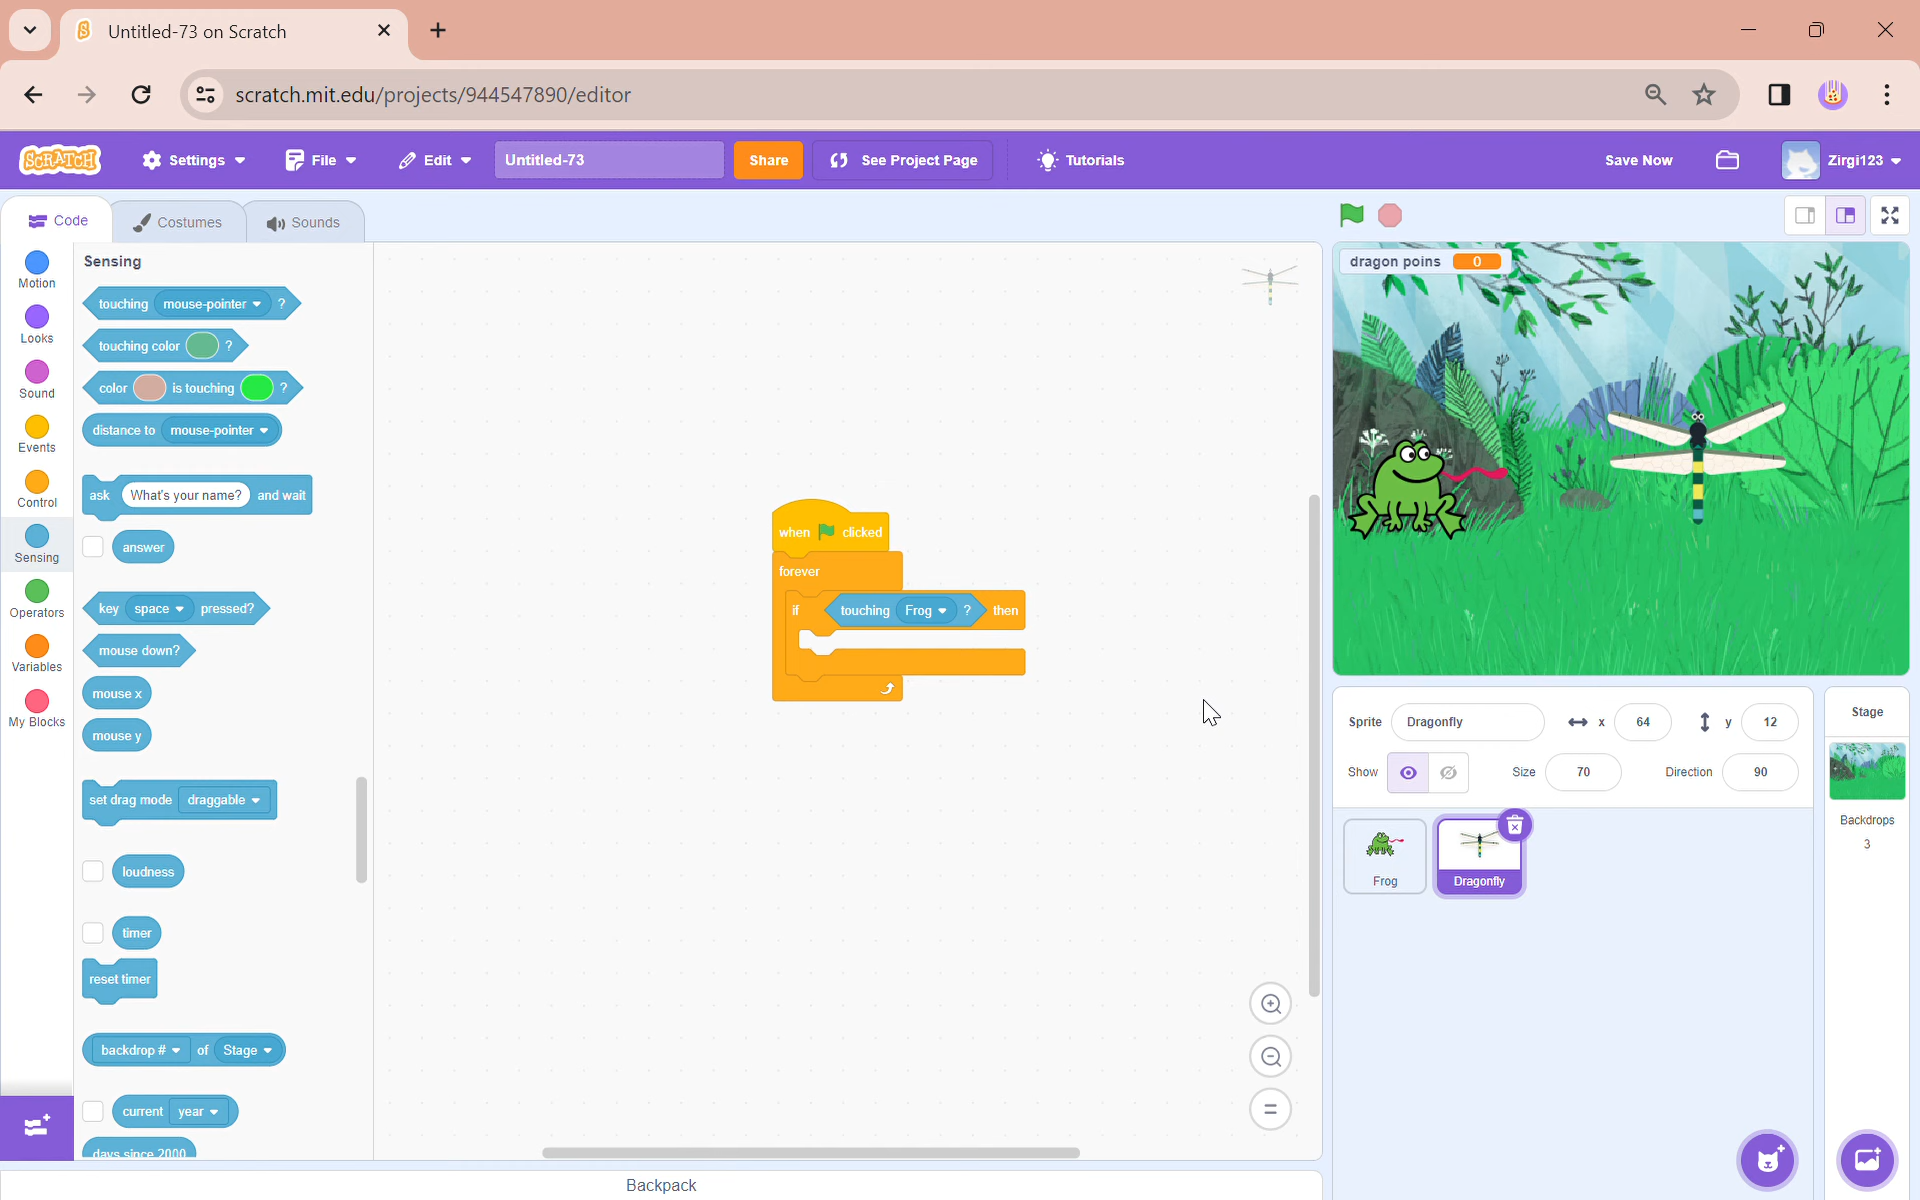 Untitled-73 on Scratch
scratch.mit.edu/projects/944547890/editor
SCRATCH
Settings
File
Edit
Untitled-73
Share
See Project Page
Tutorials
Save Now
Zirgi123
Code
Costumes
Sounds
Motion
Looks
Sound
Events
Control
Sensing
Operators
Variables
My Blocks
Sensing
touching mouse-pointer ?
touching color ?
color is touching ?
distance to mouse-pointer
ask What's your name? and wait
answer
key space pressed?
mouse down?
mouse x
mouse y
set drag mode draggable
loudness
timer
reset timer
backdrop # of Stage
current year
days since 2000
when clicked
forever
if touching Frog ? then
dragon poins 0
Sprite Dragonfly x 64 y 12
Show Size 70 Direction 90
Frog
Dragonfly
Stage
Backdrops
3
Backpack